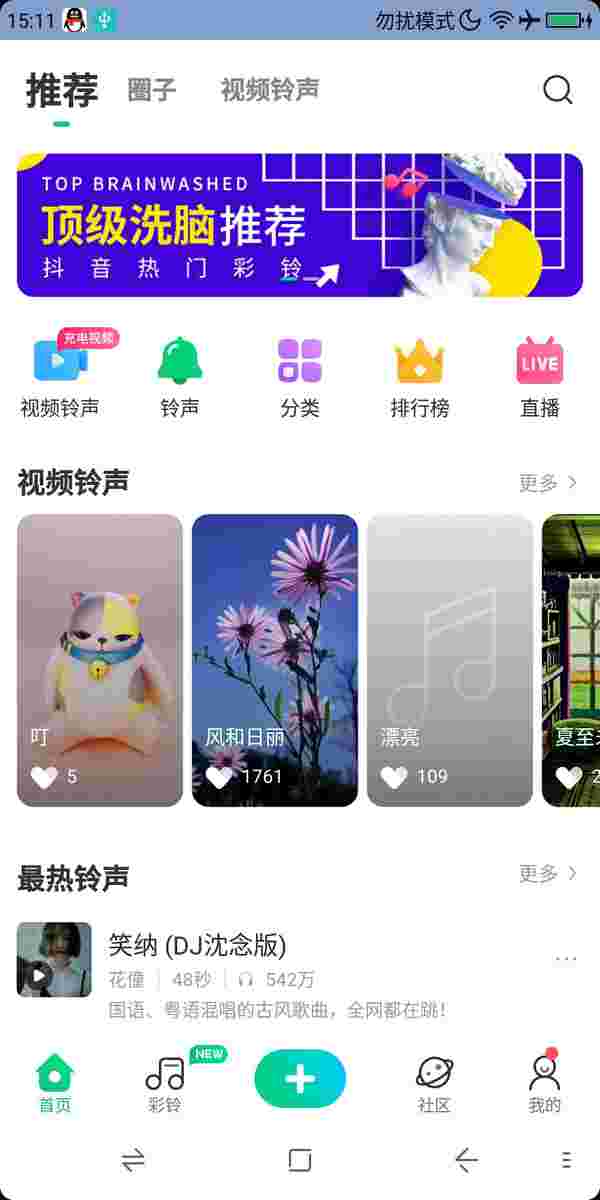 15:11 勿扰模式
推荐 圈子 视频铃声
TOP BRAINWASHED
顶级洗脑推荐
抖音热门彩铃
充电视频
LIVE
视频铃声 铃声 分类 排行榜 直播
视频铃声 更多
叮 风和日丽 漂亮
5 1761 109
最热铃声 更多
笑纳 (DJ沈念版)
花僮 48秒 542万
国语、粤语混唱的古风歌曲，全网都在跳！
NEW
首页 彩铃 社区 我的